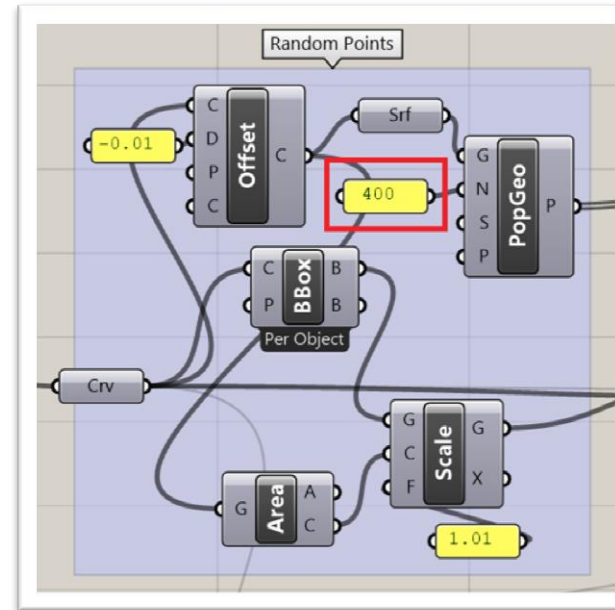 Random Points
C
D
P
C
Offset
C
-0.01
Srf
400
G
N
S
P
PopGeo
P
C
P
BBox
B
B
Per Object
Crv
G
C
F
Scale
G
X
G
Area
A
C
1.01